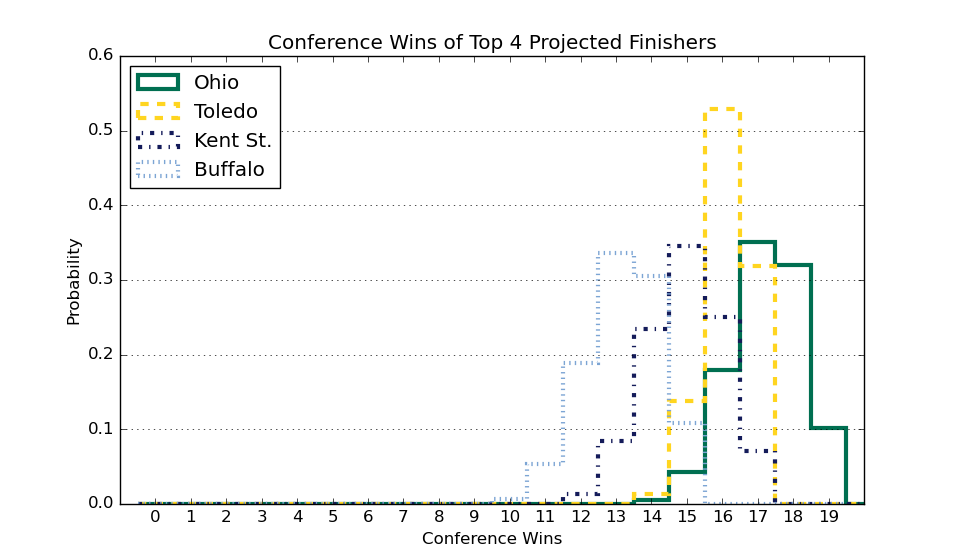 Conference Wins of Top 4 Projected Finishers
0.6
Ohio
Toledo
Kent St.
Buffalo
0.5
0.4
0.3
0.2
0.1
0.0
Probability
0 1 2 3 4 5 6 7 8 9 10 11 12 13 14 15 16 17 18 19
Conference Wins